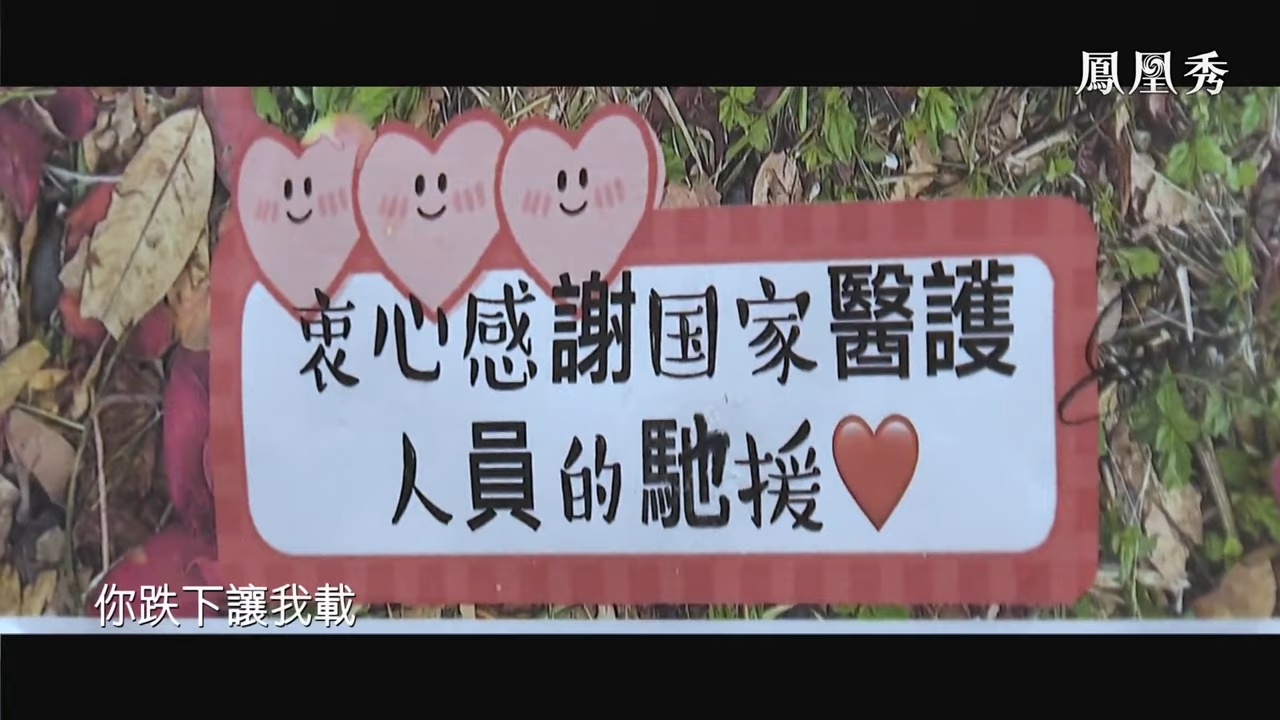 鳳凰秀
衷心感謝国家醫護
人員的馳援❤️
你跌下讓我載